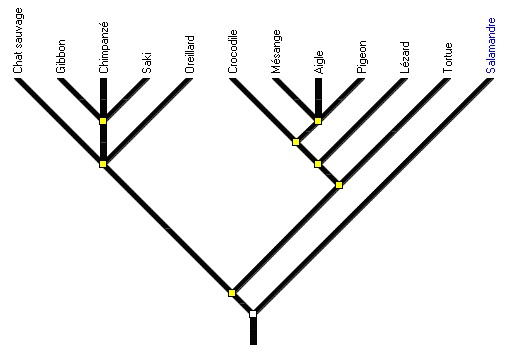 Chat sauvage
Gibbon
Chimpanzé
Saki
Oreillard
Crocodile
Mésange
Aigle
Pigeon
Lézard
Tortue
Salamandre